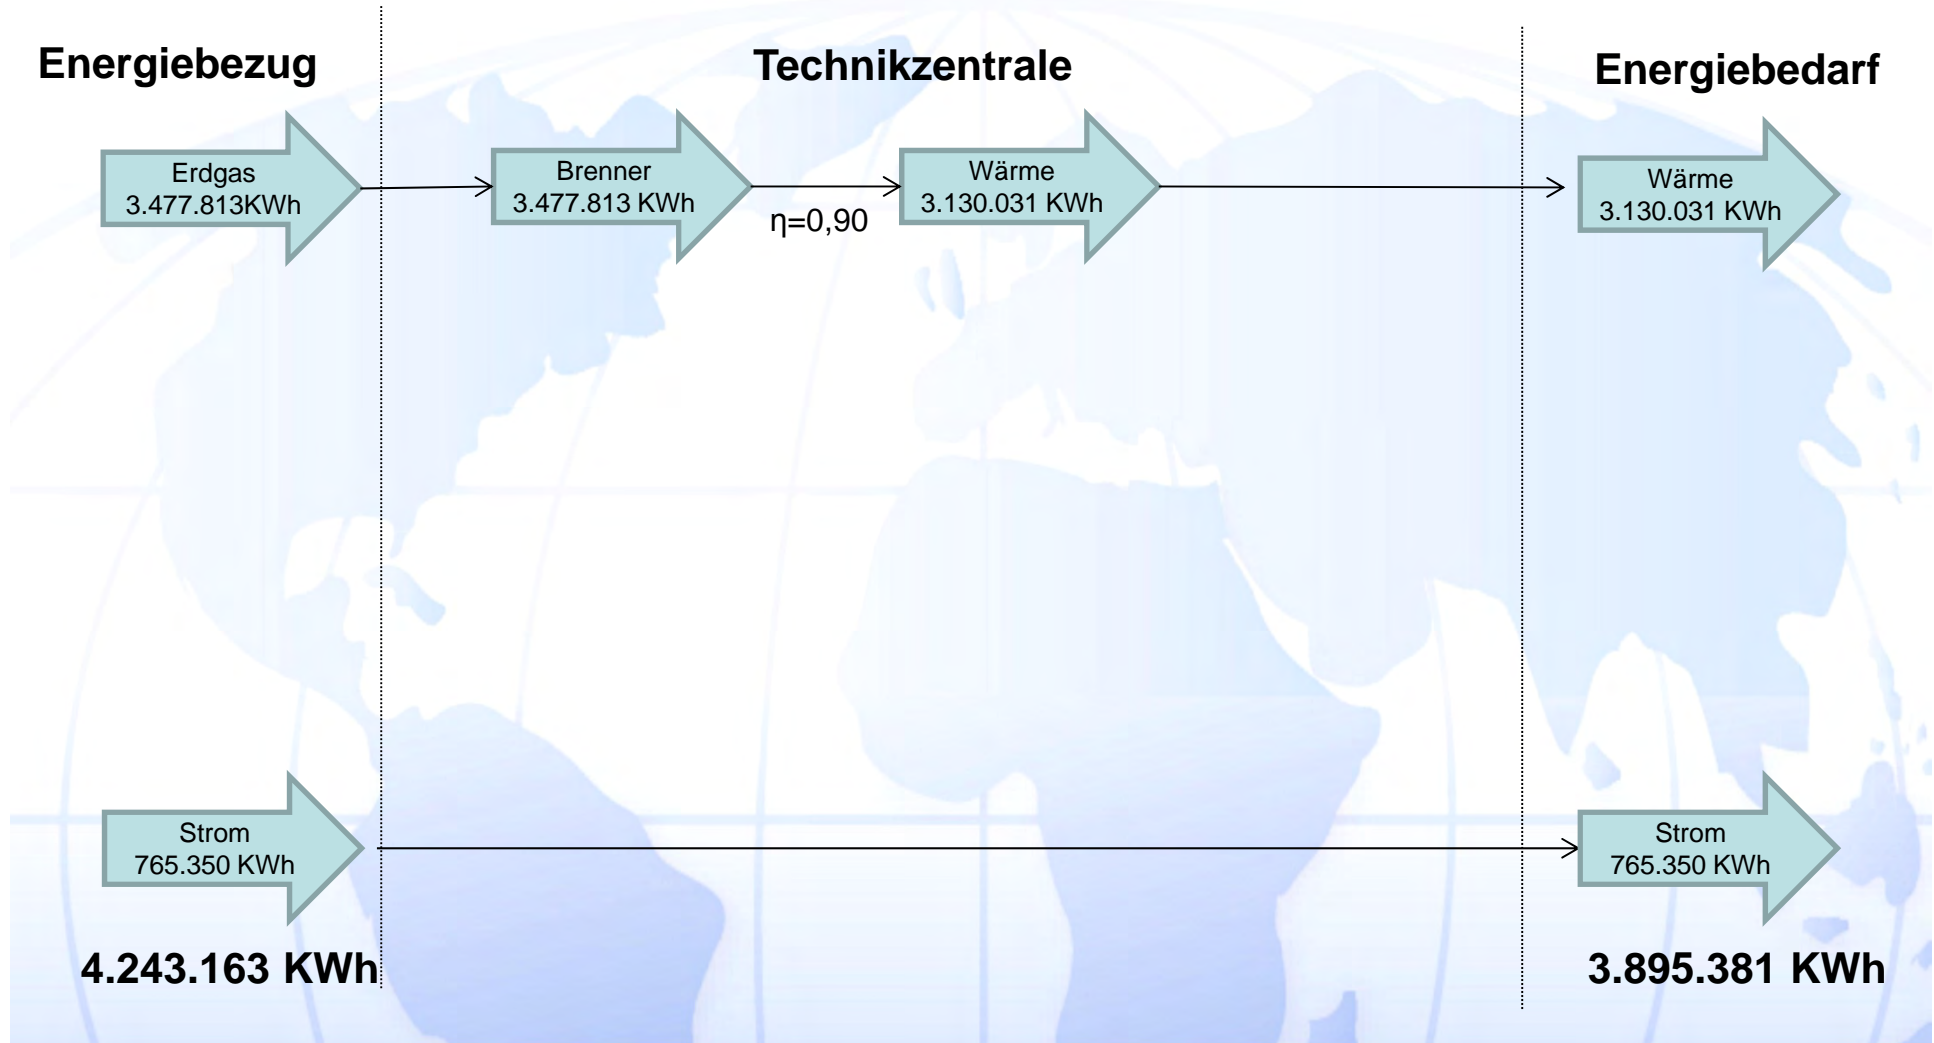 Energiebezug
Technikzentrale
Energiebedarf
Erdgas
3.477.813KWh
Brenner
3.477.813 KWh
η=0,90
Wärme
3.130.031 KWh
Wärme
3.130.031 KWh
Strom
765.350 KWh
Strom
765.350 KWh
4.243.163 KWh
3.895.381 KWh